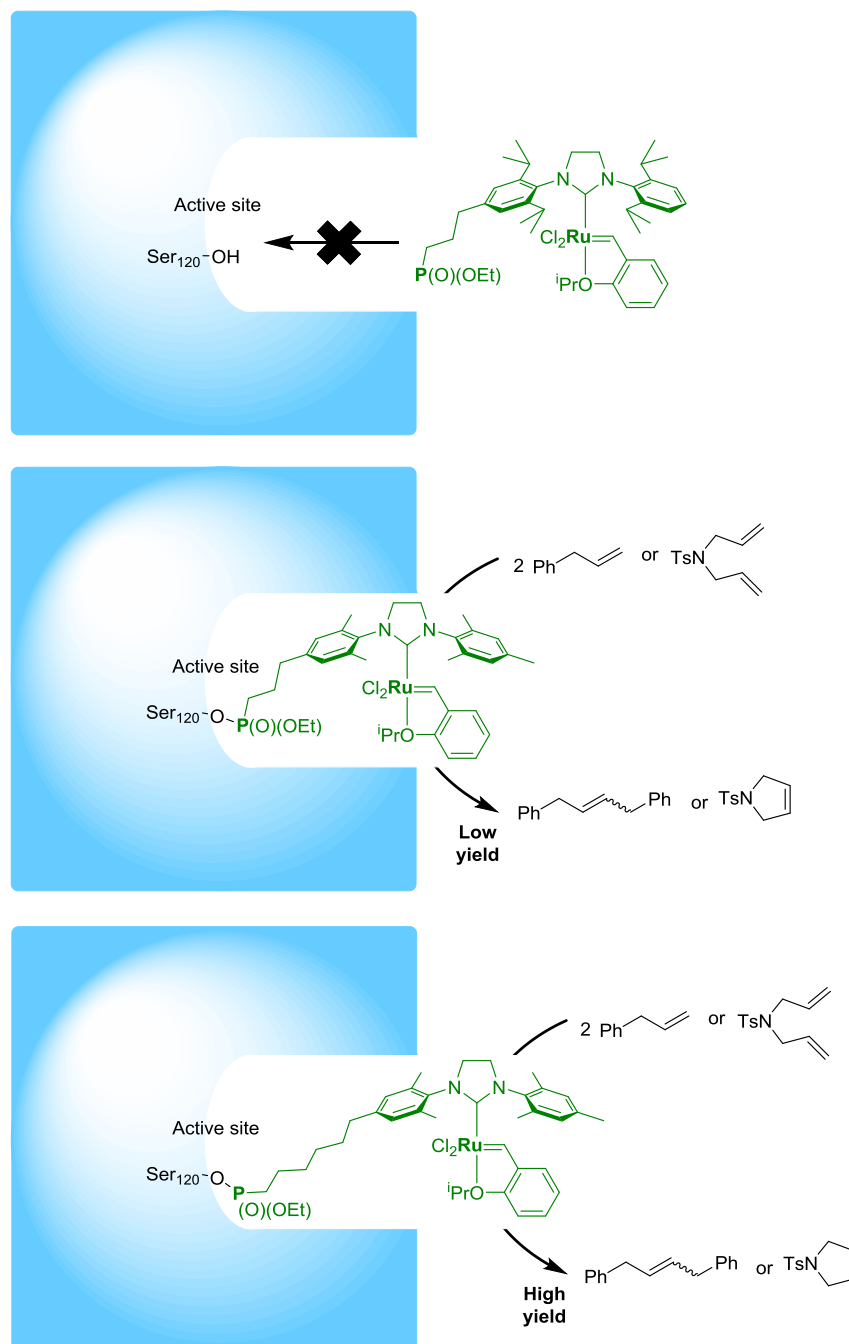 Active site
Ser120-OH
N N
Cl2Ru
P(O)(OEt)
iPrO
2 Ph or TsN
N N
Active site
Cl2Ru
Ser120-O
P(O)(OEt)
iPrO
Ph Ph or TsN
Low
yield
2 Ph or TsN
N N
Active site
Cl2Ru
Ser120-O
P
(O)(OEt)
iPrO
Ph Ph or TsN
High
yield